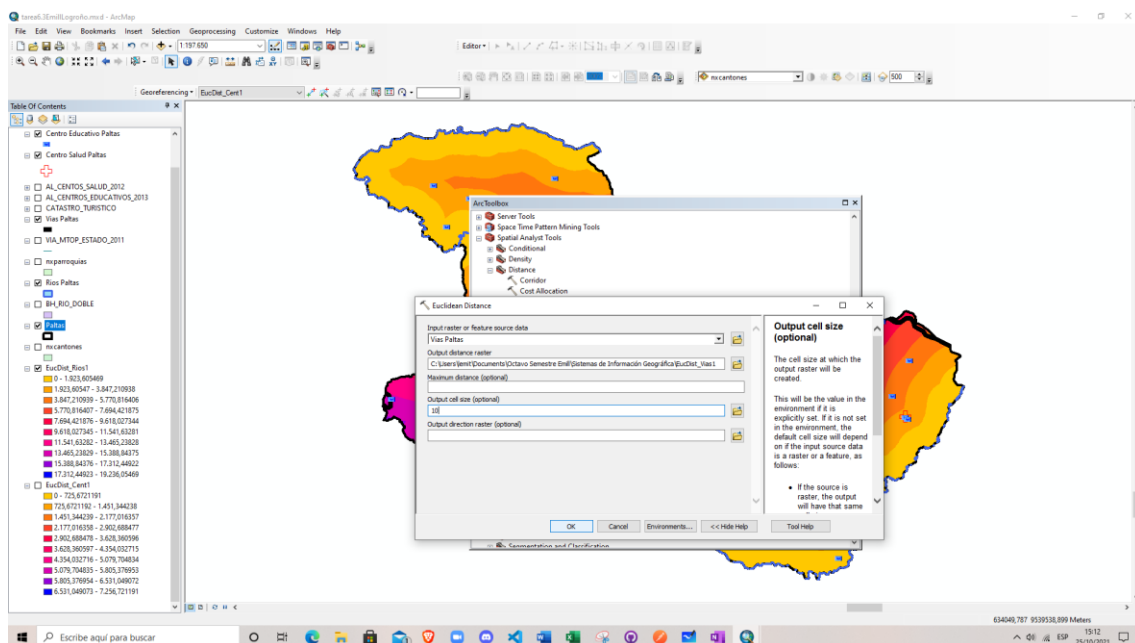 tarea6.3EmillLogroño.mxd - ArcMap
File Edit View Bookmarks Insert Selection Geoprocessing Customize Windows Help
1:197.650
Editor
nxcantones
500
Georeferencing
EucDist_Cent1
Table Of Contents
Centro Educativo Paltas
Centro Salud Paltas
AL_CENTOS_SALUD_2012
AL_CENTROS_EDUCATIVOS_2013
CATASTRO_TURISTICO
Vias Paltas
VIA_MTOP_ESTADO_2011
nxparroquias
Rios Paltas
BH_RIO_DOBLE
Paltas
nxcantones
EucDist_Rios1
0 - 1.923,605469
1.923,60547 - 3.847,210938
3.847,210939 - 5.770,816406
5.770,816407 - 7.694,421875
7.694,421876 - 9.618,027344
9.618,027345 - 11.541,63281
11.541,63282 - 13.465,23828
13.465,23829 - 15.388,84375
15.388,84376 - 17.312,44922
17.312,44923 - 19.236,05469
EucDist_Cent1
0 - 725,6721191
725,6721192 - 1.451,344238
1.451,344239 - 2.177,016357
2.177,016358 - 2.902,688477
2.902,688478 - 3.628,360596
3.628,360597 - 4.354,032715
4.354,032716 - 5.079,704834
5.079,704835 - 5.805,376953
5.805,376954 - 6.531,049072
6.531,049073 - 7.256,721191
ArcToolbox
Server Tools
Space Time Pattern Mining Tools
Spatial Analyst Tools
Conditional
Density
Distance
Corridor
Cost Allocation
Euclidean Distance
Input raster or feature source data
Vias Paltas
Output distance raster
C:\Users\emit\Documents\Octavo Semestre Emill\Sistemas de Información Geográfica\EucDist_Vias1
Maximum distance (optional)
Output cell size (optional)
10
Output direction raster (optional)
OK
Cancel
Environments...
<< Hide Help
Tool Help
Output cell size
(optional)
The cell size at which the
output raster will be
created.
This will be the value in the
environment if it is
explicitly set. If it is not set
in the environment, the
default cell size will depend
on if the input source data
is a raster or a feature, as
follows:
• If the source is
raster, the output
will have that same
Segmentation and Classification
634049,787 9539538,899 Meters
Escribe aquí para buscar
ESP
15:12
25/10/2021